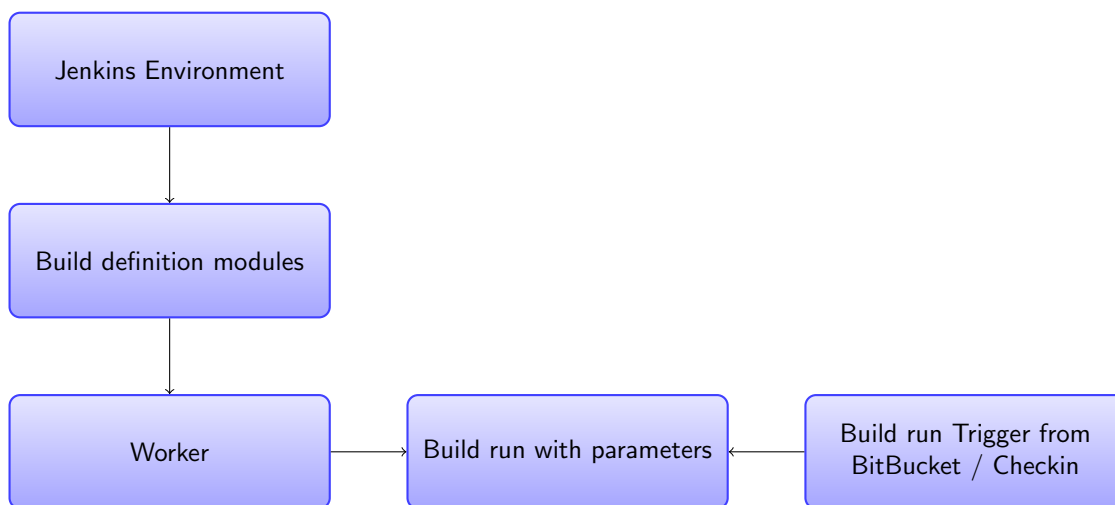 Jenkins Environment
Build definition modules
Worker
Build run with parameters
Build run Trigger from
BitBucket / Checkin